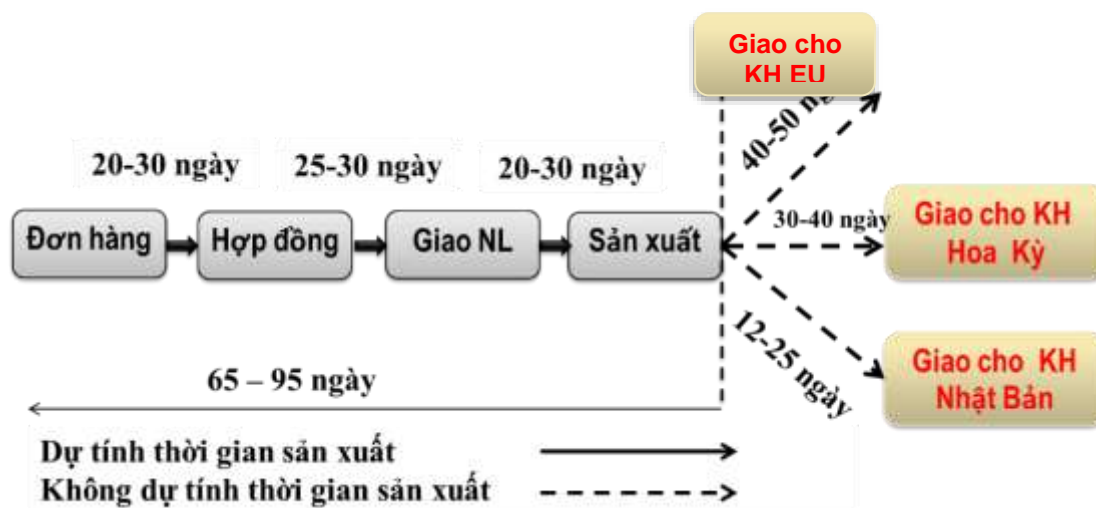 Giao cho
KH EU
20-30 ngày
25-30 ngày
20-30 ngày
40-50
Đơn hàng
Hợp đồng
Giao NL
Sản xuất
30-40 ngày
Giao cho KH
Hoa Kỳ
12-25 ngày
Giao cho KH
Nhật Bản
65 – 95 ngày
Dự tính thời gian sản xuất
Không dự tính thời gian sản xuất